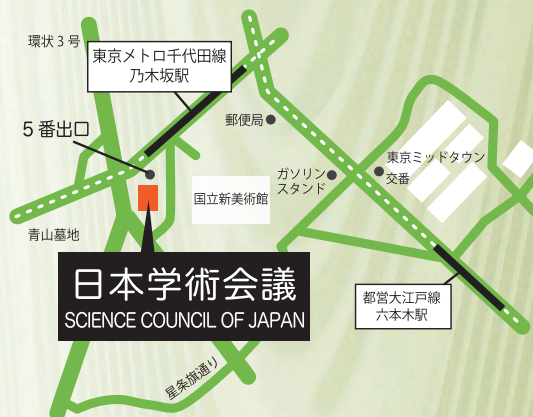 環状3号
東京メトロ千代田線
乃木坂駅
5番出口
郵便局
ガソリン
スタンド
東京ミッドタウン
交番
国立新美術館
青山墓地
日本学術会議
SCIENCE COUNCIL OF JAPAN
都営大江戸線
六本木駅
星条旗通り